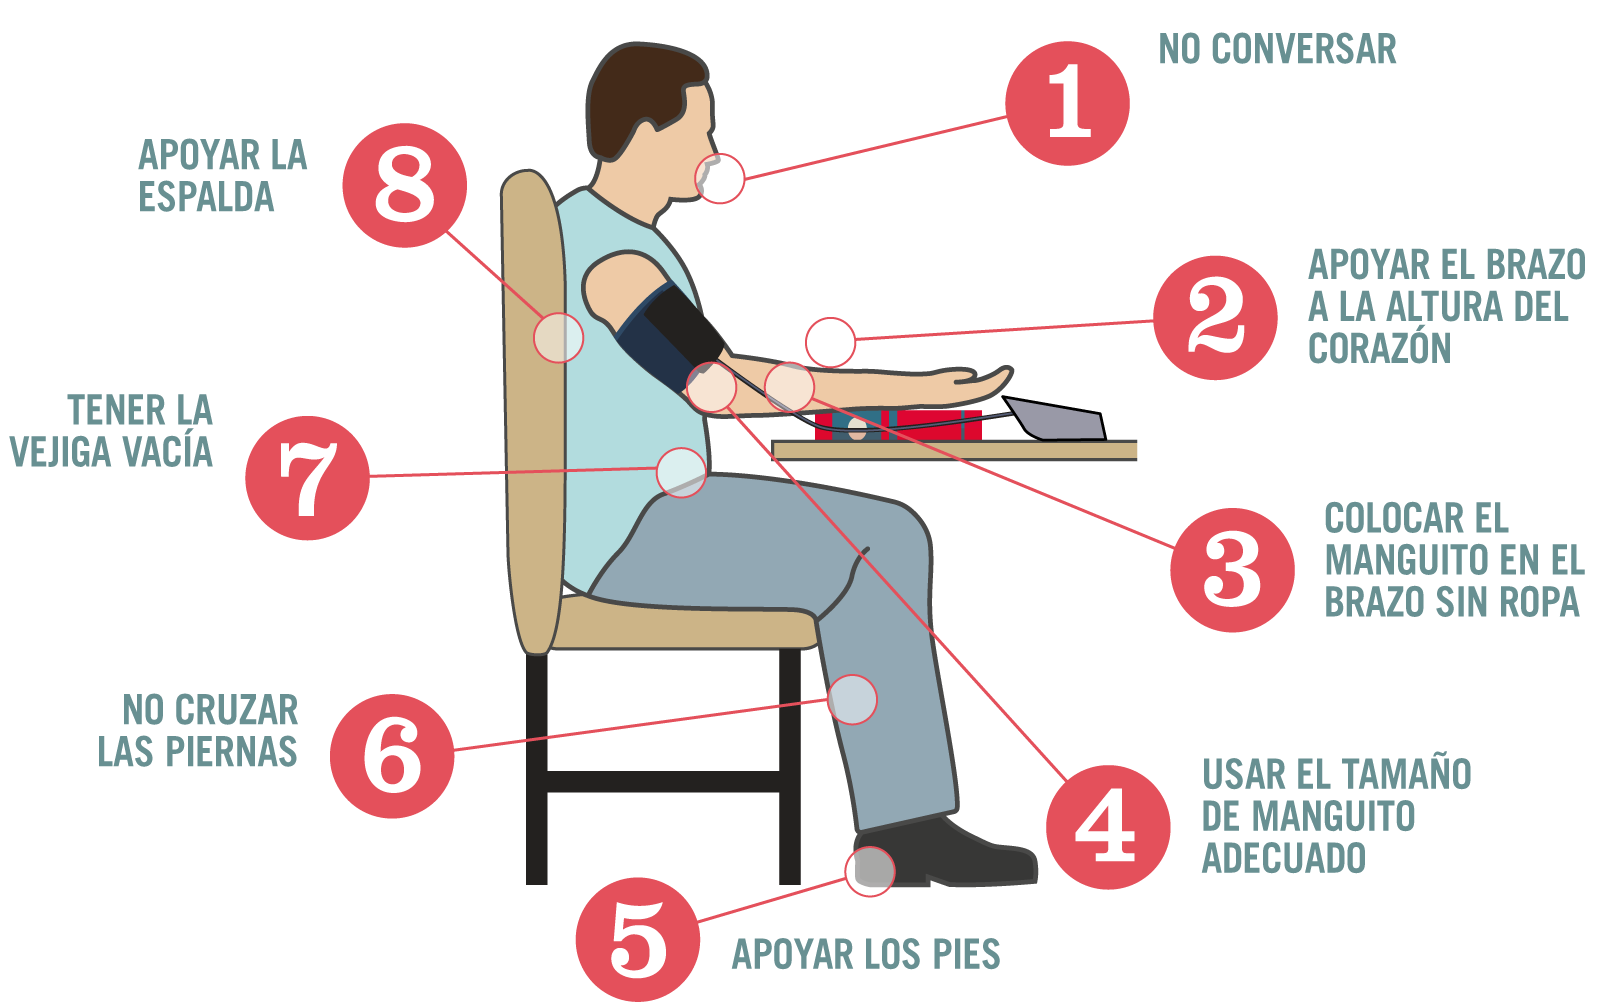 1
NO CONVERSAR
2
APOYAR EL BRAZO
A LA ALTURA DEL
CORAZÓN
3
COLOCAR EL
MANGUITO EN EL
BRAZO SIN ROPA
4
USAR EL TAMAÑO
DE MANGUITO
ADECUADO
5
APOYAR LOS PIES
6
NO CRUZAR
LAS PIERNAS
7
TENER LA
VEJIGA VACÍA
8
APOYAR LA
ESPALDA